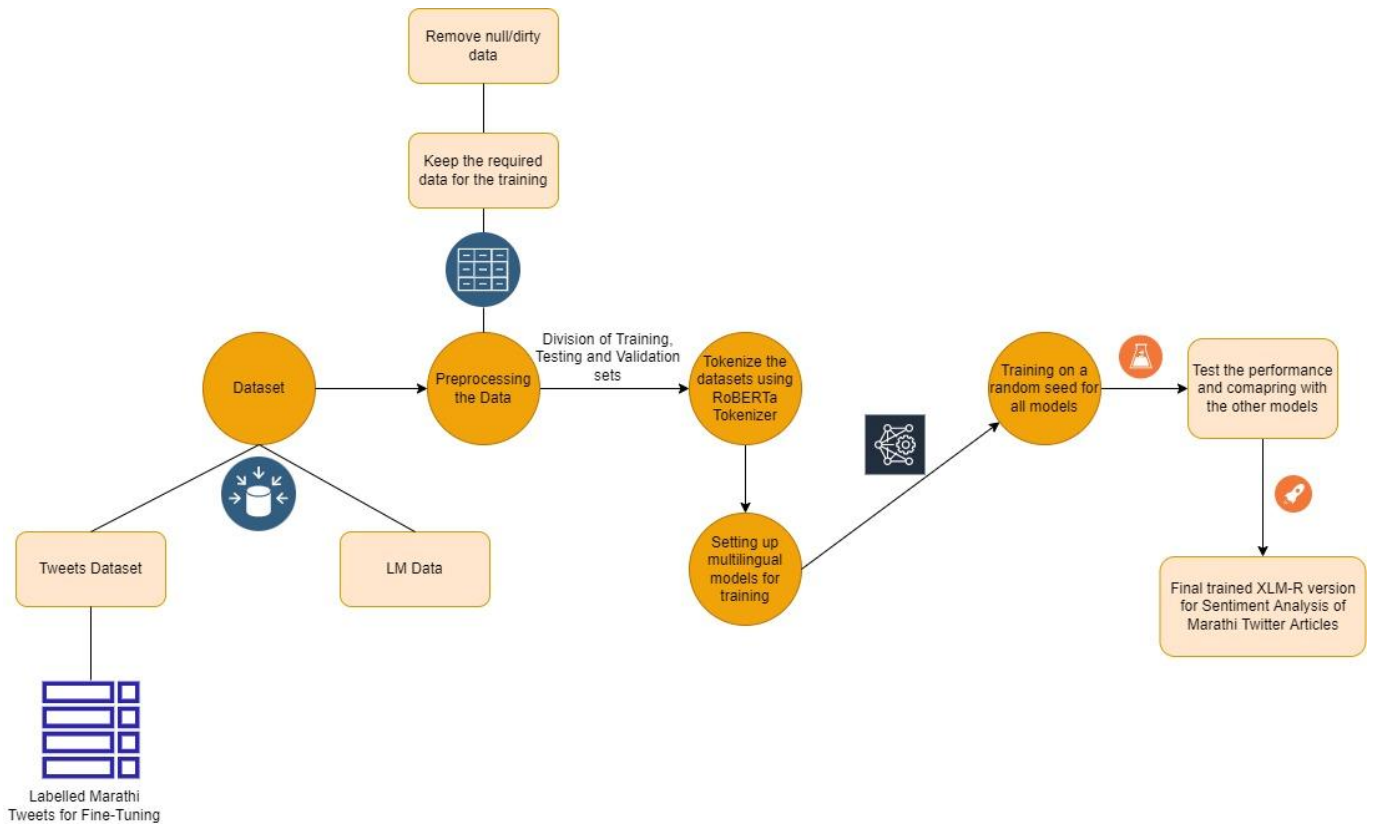 Remove null/dirty
data
Keep the required
data for the training
Division of Training,
Testing and Validation
sets
Dataset
Preprocessing
the Data
Tokenize the
datasets using
RoBERTa
Tokenizer
Training on a
random seed for
all models
Test the performance
and comapring with
the other models
Tweets Dataset
LM Data
Setting up
multilingual
models for
training
Final trained XLM-R version
for Sentiment Analysis of
Marathi Twitter Articles
Labelled Marathi
Tweets for Fine-Tuning